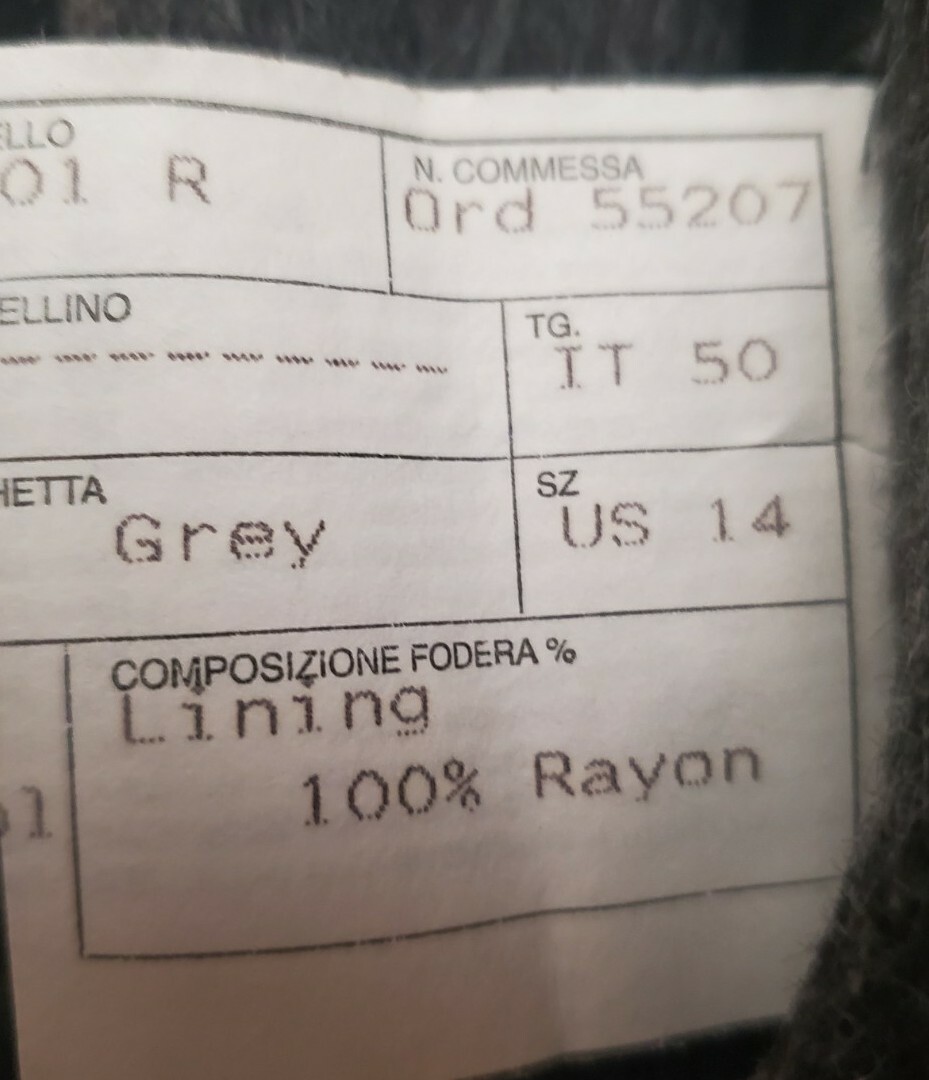 ELLO
01 R
N. COMMESSA
Ord 55207
ELLINO
TG.
IT 50
HETTA
Grey
SZ
US 14
COMPOSIZIONE FODERA %
Lining
100% Rayon
ol